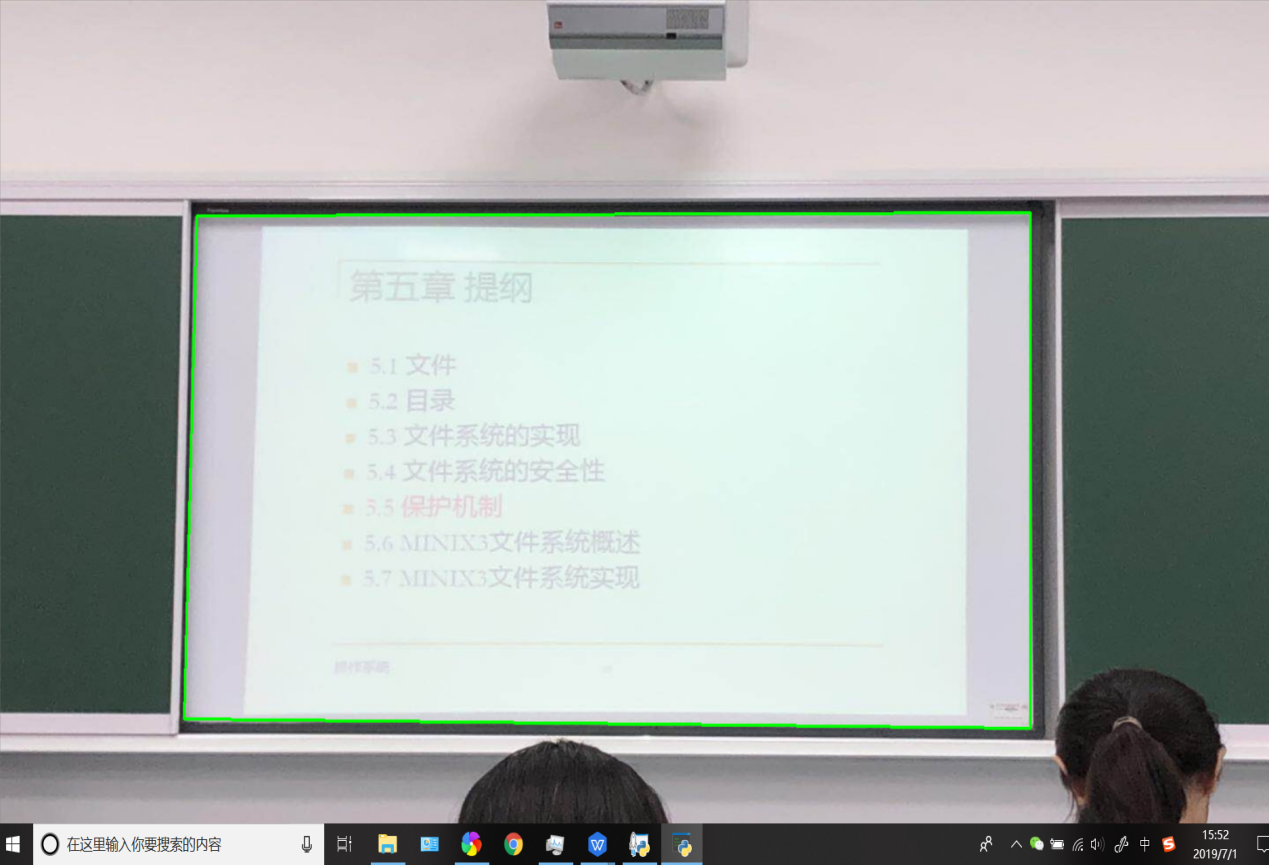 第五章 提纲
5.1 文件
5.2 目录
5.3 文件系统的实现
5.4 文件系统的安全性
5.5 保护机制
5.6 MINIX3文件系统概述
5.7 MINIX3文件系统实现
操作系统
在这里输入你要搜索的内容
中
15:52
2019/7/1